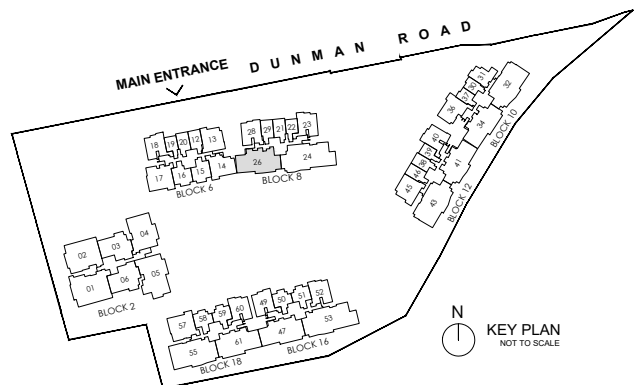 DUNMAN ROAD
MAIN ENTRANCE
18 19 20 12 13
28 29 21 22 23
17 16 15 14 26 24
BLOCK 6
BLOCK 8
31
30
37
32
36
34
BLOCK 10
40
39
38
46
45
41
43
BLOCK 12
02 03 04
01 06 05
BLOCK 2
57 58 59 60 49 50 51 52
55 61 47 53
BLOCK 18
BLOCK 16
N
KEY PLAN
NOT TO SCALE